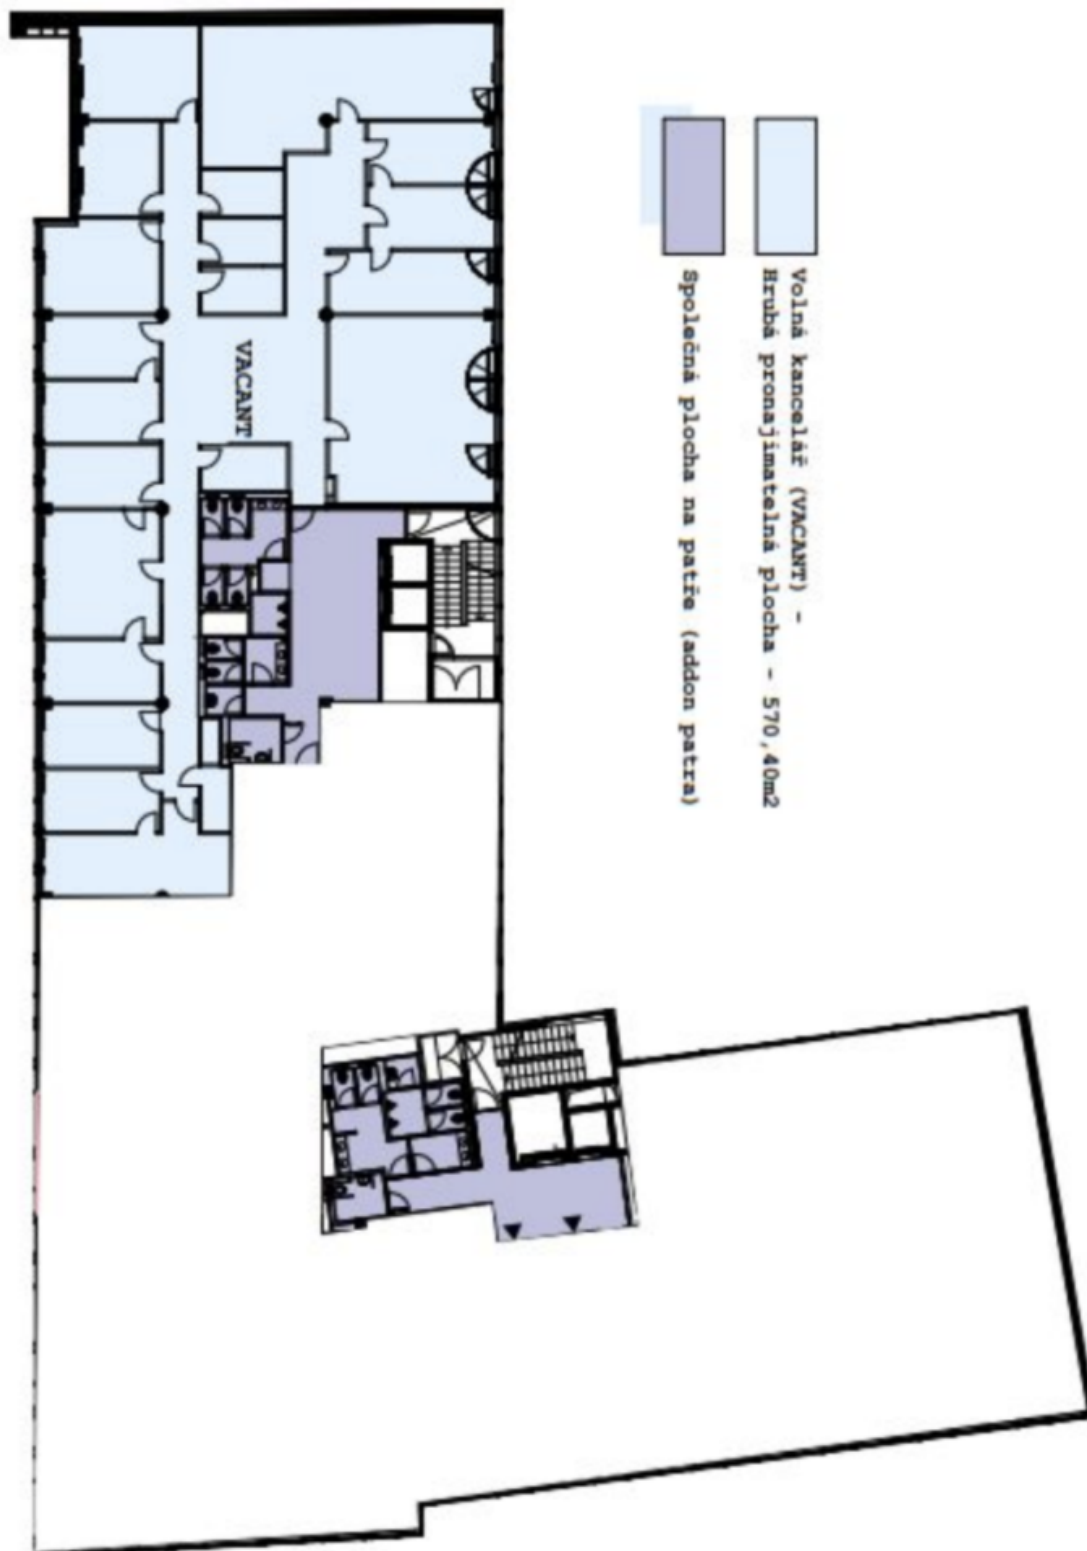 VACANT
Volná kancelář (VACANT) -
Hrubá pronajímatelná plocha - 570,40m2
Společná plocha na patře (addon patra)